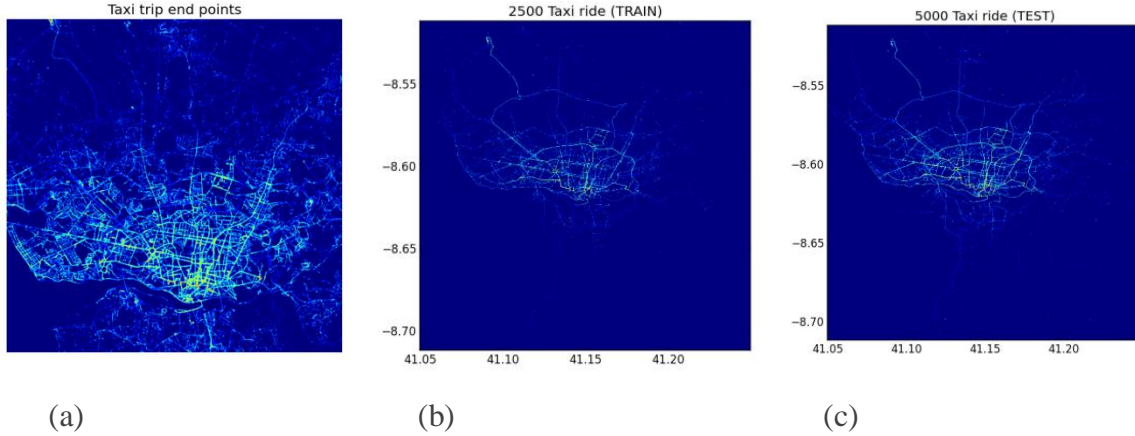 Taxi trip end points
2500 Taxi ride (TRAIN)
−8.55
−8.60
−8.65
−8.70
41.05 41.10 41.15 41.20
5000 Taxi ride (TEST)
−8.55
−8.60
−8.65
−8.70
41.05 41.10 41.15 41.20
(a) (b) (c)